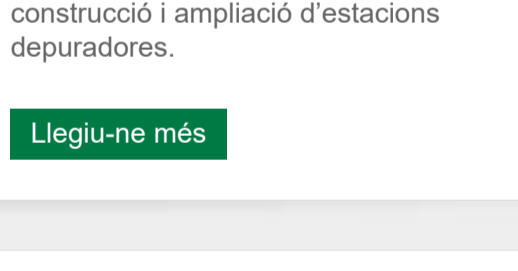 construcció i ampliació d’estacions
depuradores.
Llegiu-ne més